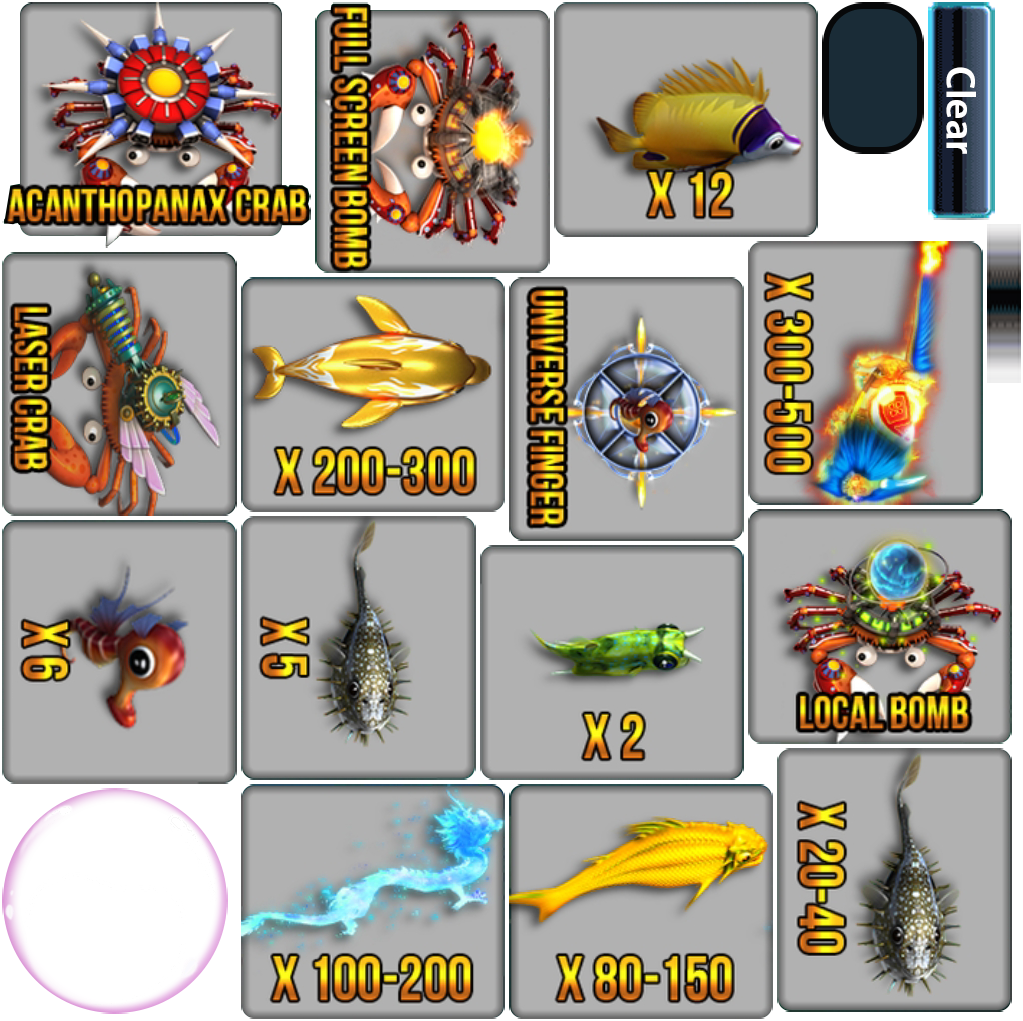 ACANTHOPANAX CRAB
FULL SCREEN BOMB
X 12
Clear
LASER CRAB
X 200-300
UNIVERSE FINGER
X 300-500
X 6
X 5
X 2
LOCAL BOMB
X 100-200
X 80-150
X 20-40